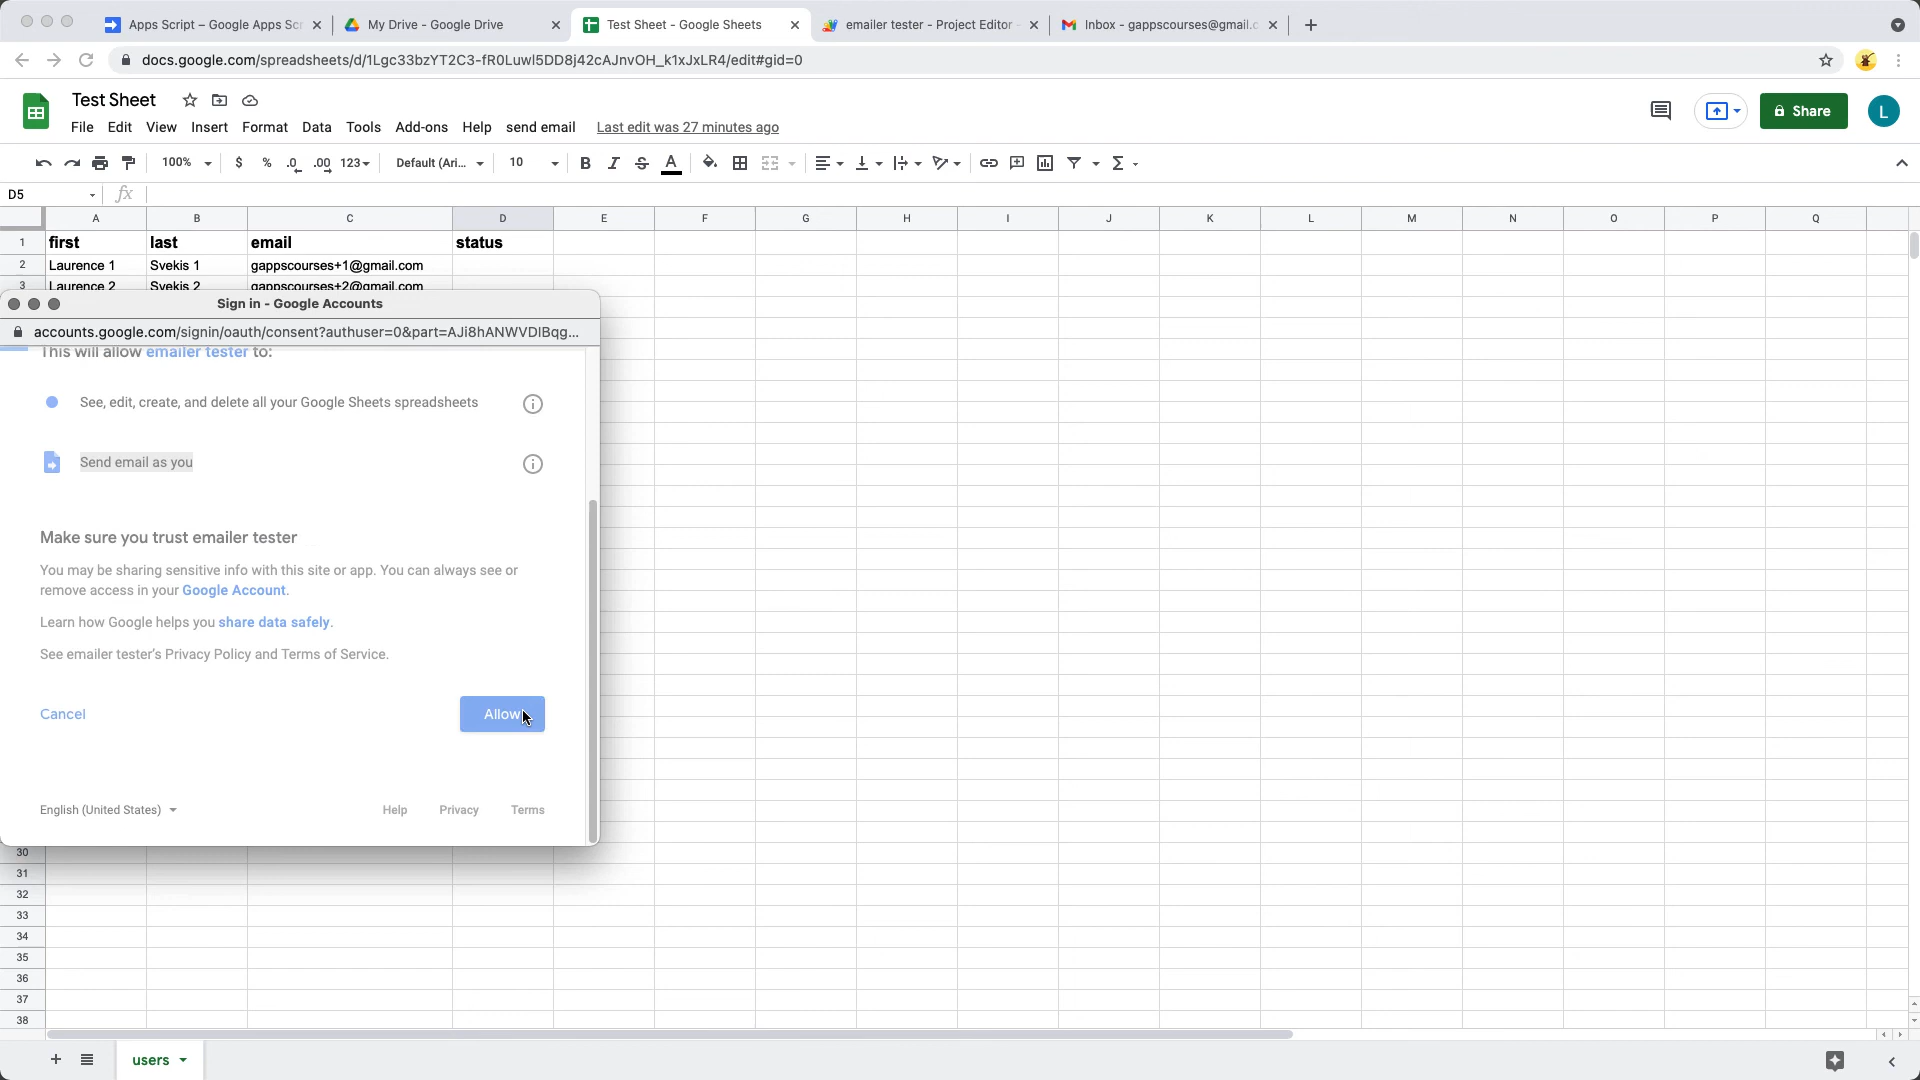 Apps Script – Google Apps Scr
My Drive - Google Drive
Test Sheet - Google Sheets
emailer tester - Project Editor -
Inbox - gappscourses@gmail.c
docs.google.com/spreadsheets/d/1Lgc33bzYT2C3-fR0LuwI5DD8j42cAJnvOH_k1xJxLR4/edit#gid=0
Test Sheet
Share
L
File Edit View Insert Format Data Tools Add-ons Help send email Last edit was 27 minutes ago
100% $ % .0 .00 123 Default (Ari... 10 B I S A Σ
D5 fx
A B C D E F G H I J K L M N O P Q
1 first last email status
2 Laurence 1 Svekis 1 gappscourses+1@gmail.com
3 Laurence 2 Svekis 2 gappscourses+2@gmail.com
Sign in - Google Accounts
accounts.google.com/signin/oauth/consent?authuser=0&part=AJi8hANWVDIBqg...
This will allow emailer tester to:
See, edit, create, and delete all your Google Sheets spreadsheets
Send email as you
Make sure you trust emailer tester
You may be sharing sensitive info with this site or app. You can always see or
remove access in your Google Account.
Learn how Google helps you share data safely.
See emailer tester's Privacy Policy and Terms of Service.
Cancel
Allow
English (United States)
Help Privacy Terms
30
31
32
33
34
35
36
37
38
+ users